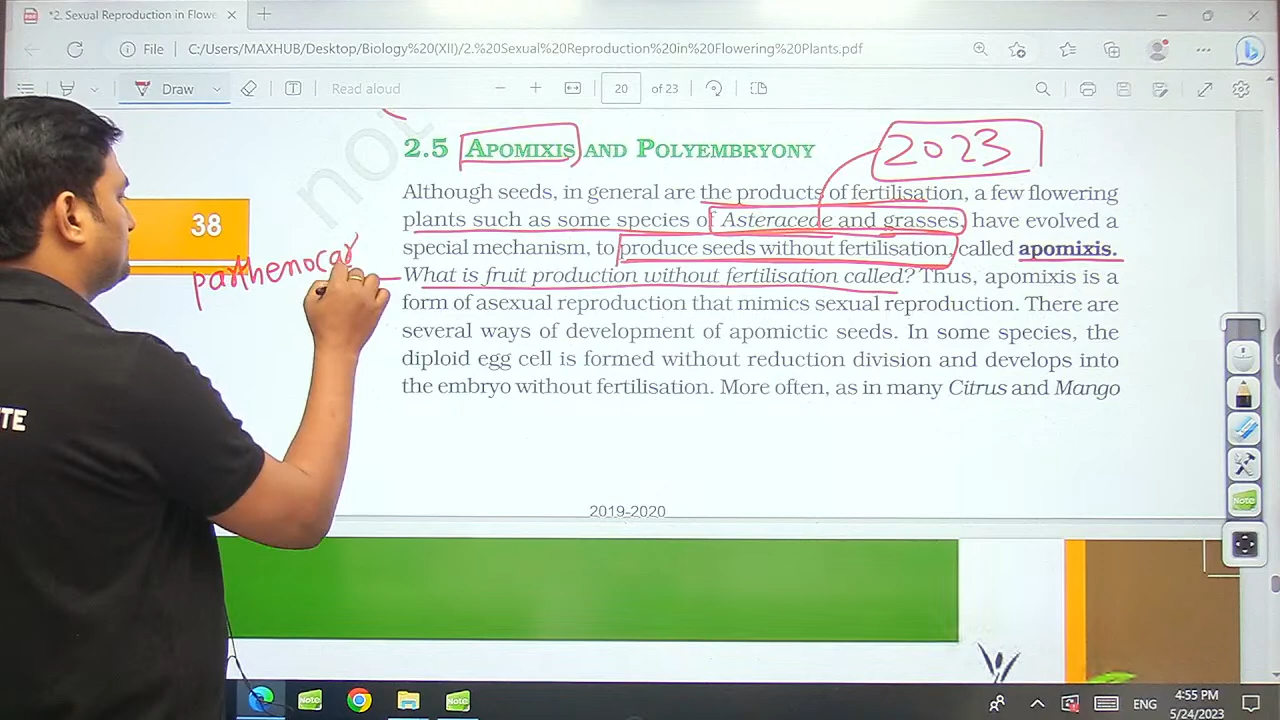 *2. Sexual Reproduction in Flowe
File
C:/Users/MAXHUB/Desktop/Biology%20(XII)/2.%20Sexual%20Reproduction%20in%20Flowering%20Plants.pdf
Draw
Read aloud
20
of 23
not
2.5 APOMIXIS AND POLYEMBRYONY
2023
Although seeds, in general are the products of fertilisation, a few flowering
plants such as some species of Asteracede and grasses, have evolved a
special mechanism, to produce seeds without fertilisation, called apomixis.
What is fruit production without fertilisation called? Thus, apomixis is a
form of asexual reproduction that mimics sexual reproduction. There are
several ways of development of apomictic seeds. In some species, the
diploid egg cell is formed without reduction division and develops into
the embryo without fertilisation. More often, as in many Citrus and Mango
38
parthenocar
TE
2019-2020
Note
Note
Note
ENG
4:55 PM
5/24/2023